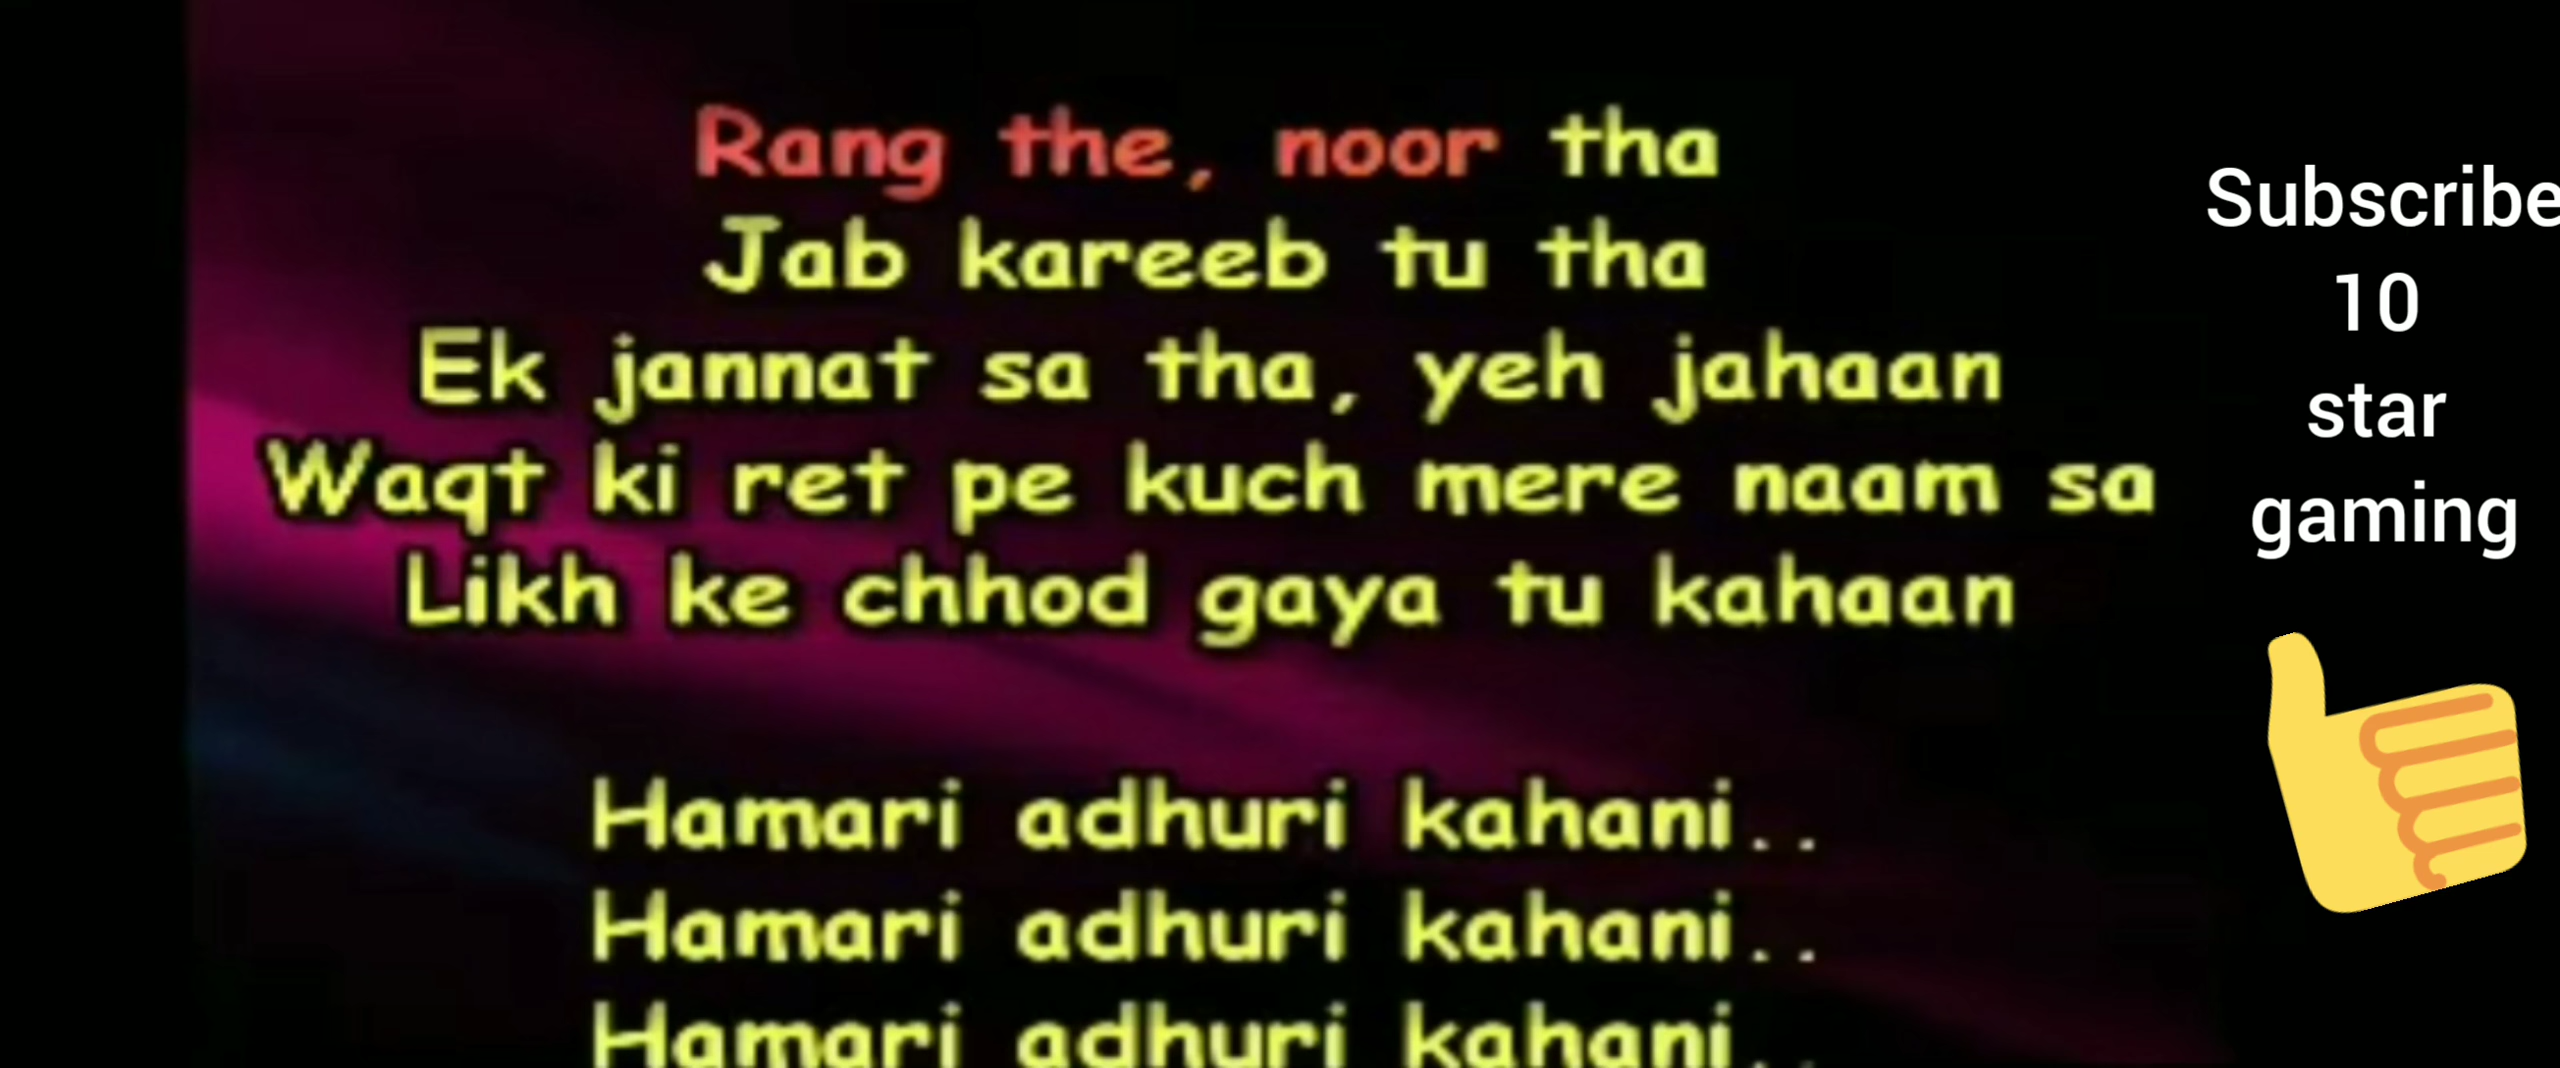 Rang the, noor tha
Jab kareeb tu tha
Ek jannat sa tha, yeh jahaan
Waqt ki ret pe kuch mere naam sa
Likh ke chhod gaya tu kahaan
Hamari adhuri kahani..
Hamari adhuri kahani..
Hamari adhuri kahani..
Subscribe
10
star
gaming